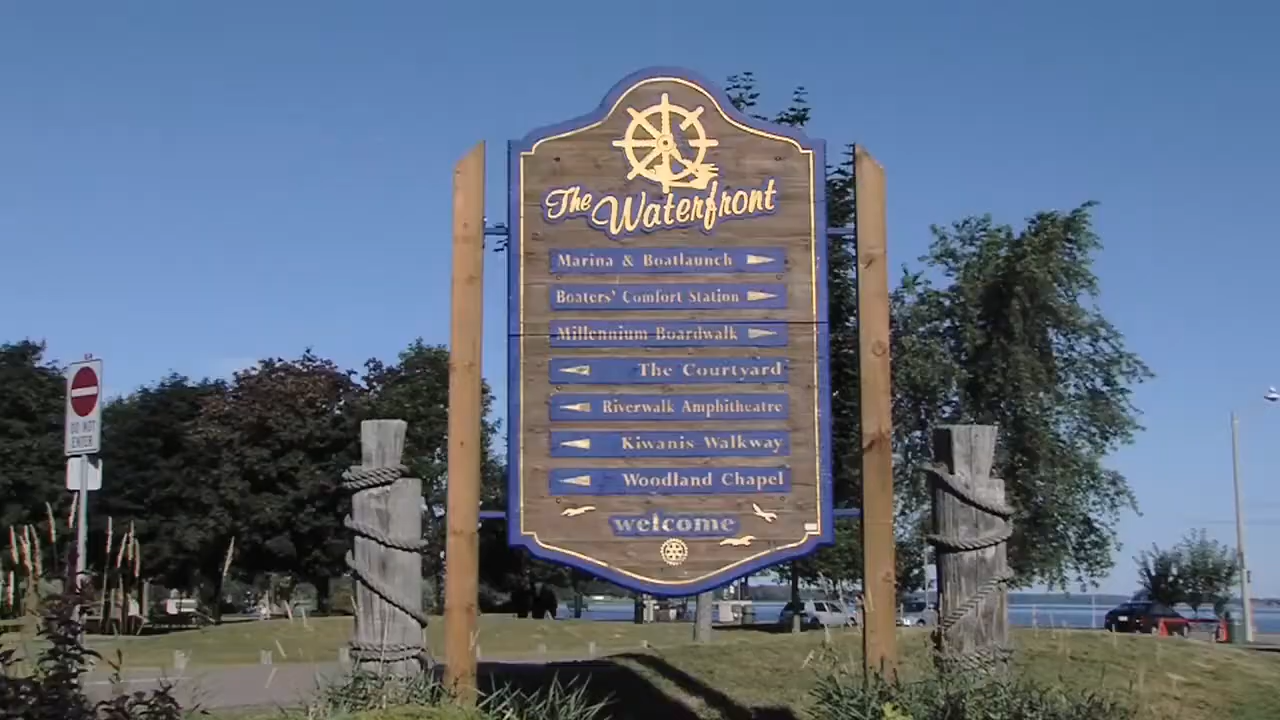 The Waterfront
Marina & Boatlaunch
Boaters' Comfort Station
Millennium Boardwalk
The Courtyard
Riverwalk Amphitheatre
Kiwanis Walkway
Woodland Chapel
welcome
DO NOT
ENTER